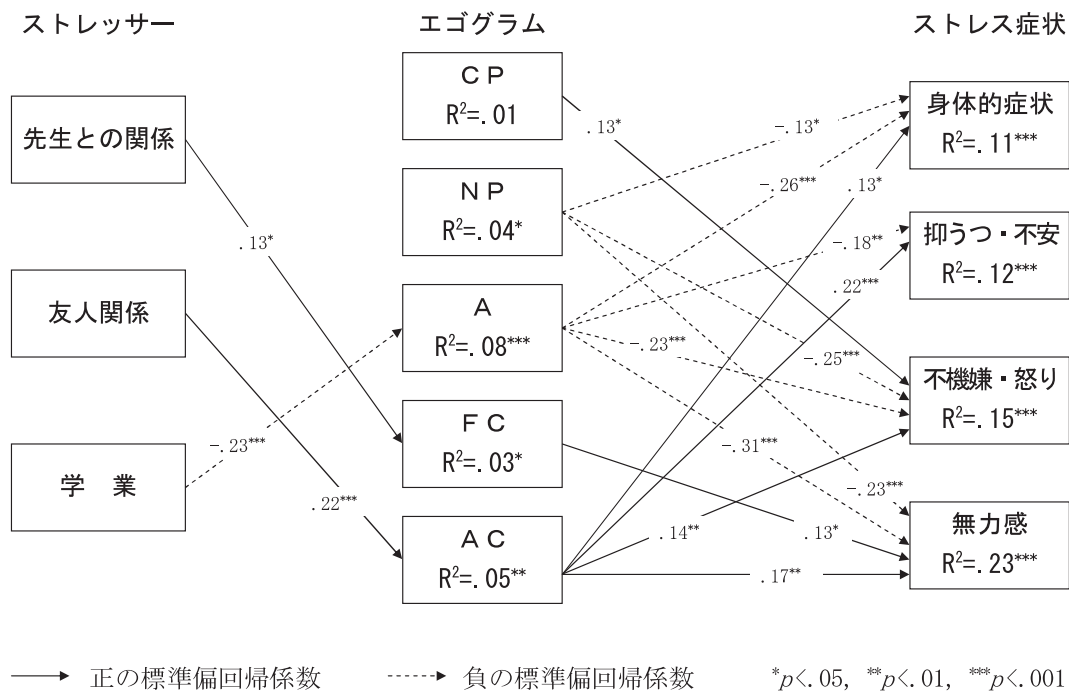 ストレッサー
エゴグラム
ストレス症状
先生との関係
友人関係
学　業
ＣＰ
R²=.01
ＮＰ
R²=.04*
Ａ
R²=.08***
ＦＣ
R²=.03*
ＡＣ
R²=.05**
身体的症状
R²=.11***
抑うつ・不安
R²=.12***
不機嫌・怒り
R²=.15***
無力感
R²=.23***
.13*
-.23***
.22***
.13*
-.13*
-.26***
.13*
-.18**
.22***
-.23***
-.25***
-.31***
-.23***
.14**
.13*
.17**
正の標準偏回帰係数
負の標準偏回帰係数
*p<.05, **p<.01, ***p<.001